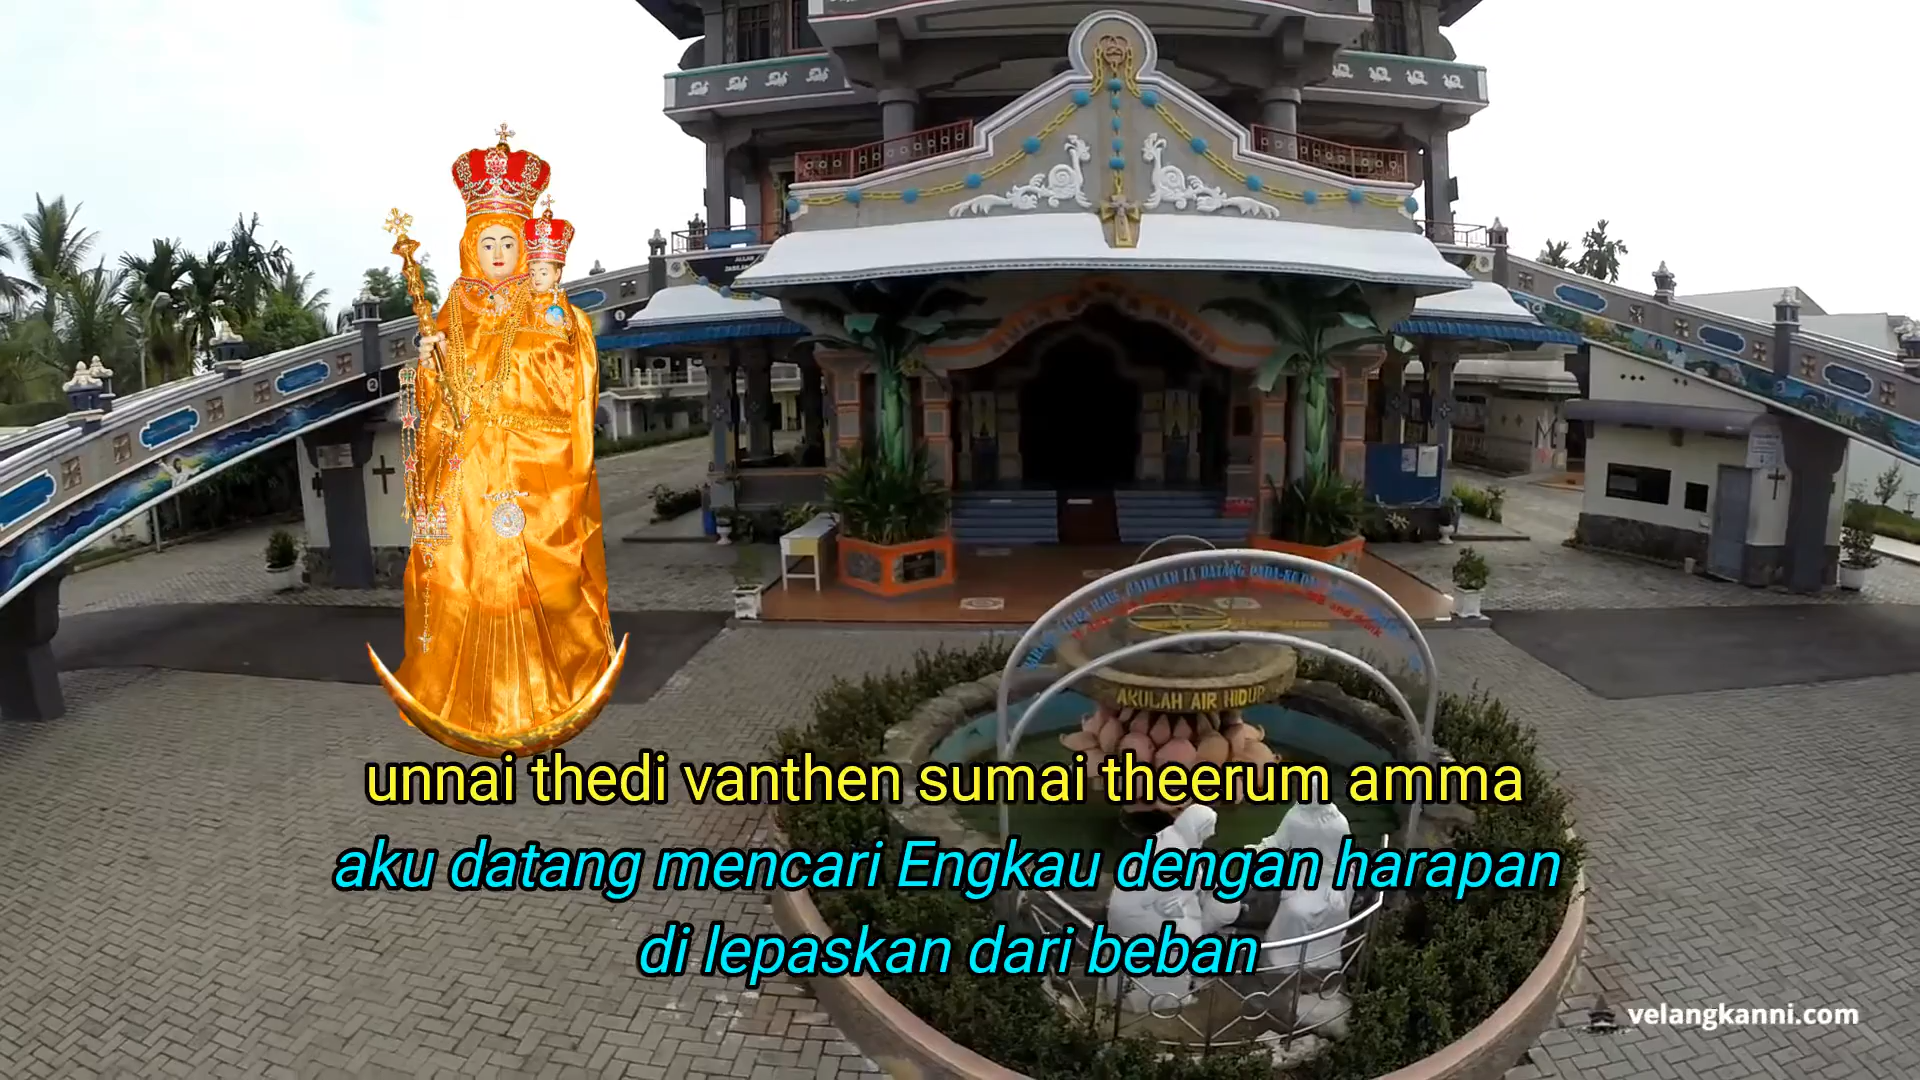 AKULAH AIR HIDUP
unnai thedi vanthen sumai theerum amma
aku datang mencari Engkau dengan harapan
di lepaskan dari beban
velangkanni.com